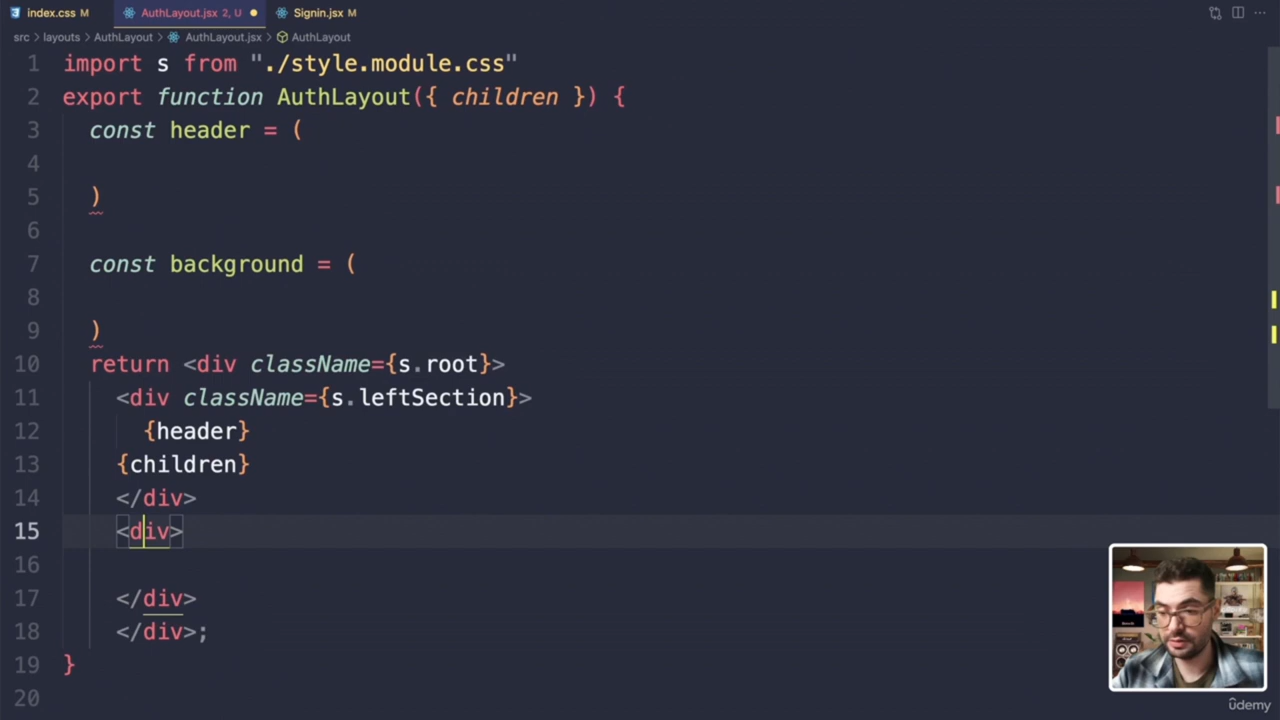 index.css M
AuthLayout.jsx 2, U
Signin.jsx M
src > layouts > AuthLayout > AuthLayout.jsx > AuthLayout
1 import s from "./style.module.css"
2 export function AuthLayout({ children }) {
3 const header = (
4
5 )
6
7 const background = (
8
9 )
10 return <div className={s.root}>
11 <div className={s.leftSection}>
12 {header}
13 {children}
14 </div>
15 <div>
16
17 </div>
18 </div>;
19 }
20
ûdemy